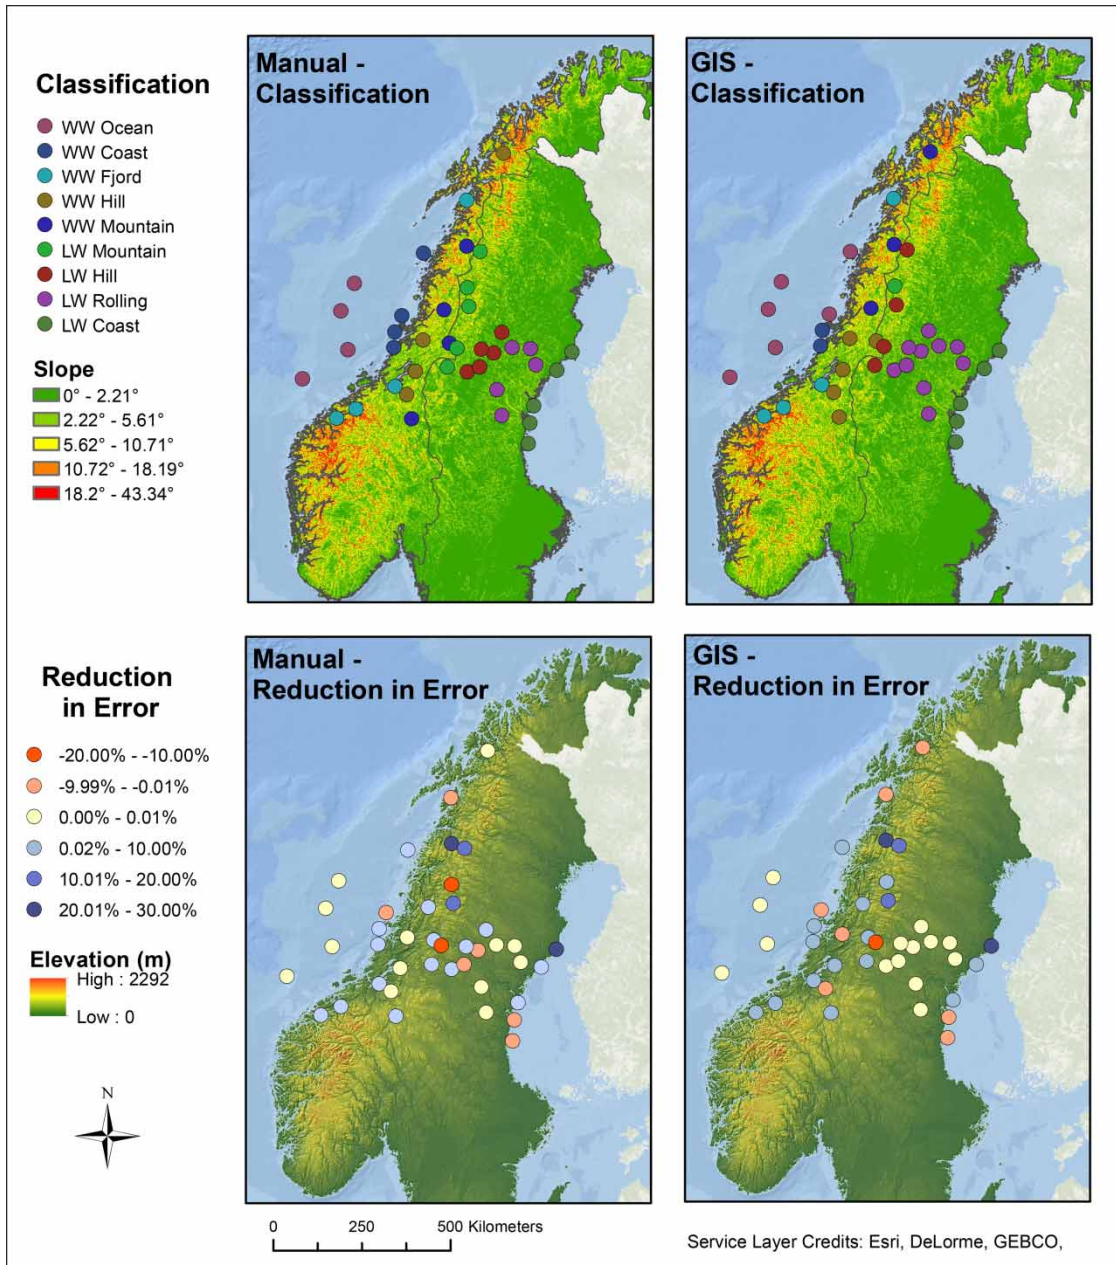 Classification
WW Ocean
WW Coast
WW Fjord
WW Hill
WW Mountain
LW Mountain
LW Hill
LW Rolling
LW Coast
Slope
0° - 2.21°
2.22° - 5.61°
5.62° - 10.71°
10.72° - 18.19°
18.2° - 43.34°
Manual -
Classification
GIS -
Classification
Reduction
in Error
-20.00% - -10.00%
-9.99% - -0.01%
0.00% - 0.01%
0.02% - 10.00%
10.01% - 20.00%
20.01% - 30.00%
Elevation (m)
High : 2292
Low : 0
N
Manual -
Reduction in Error
GIS -
Reduction in Error
0 250 500 Kilometers
Service Layer Credits: Esri, DeLorme, GEBCO,